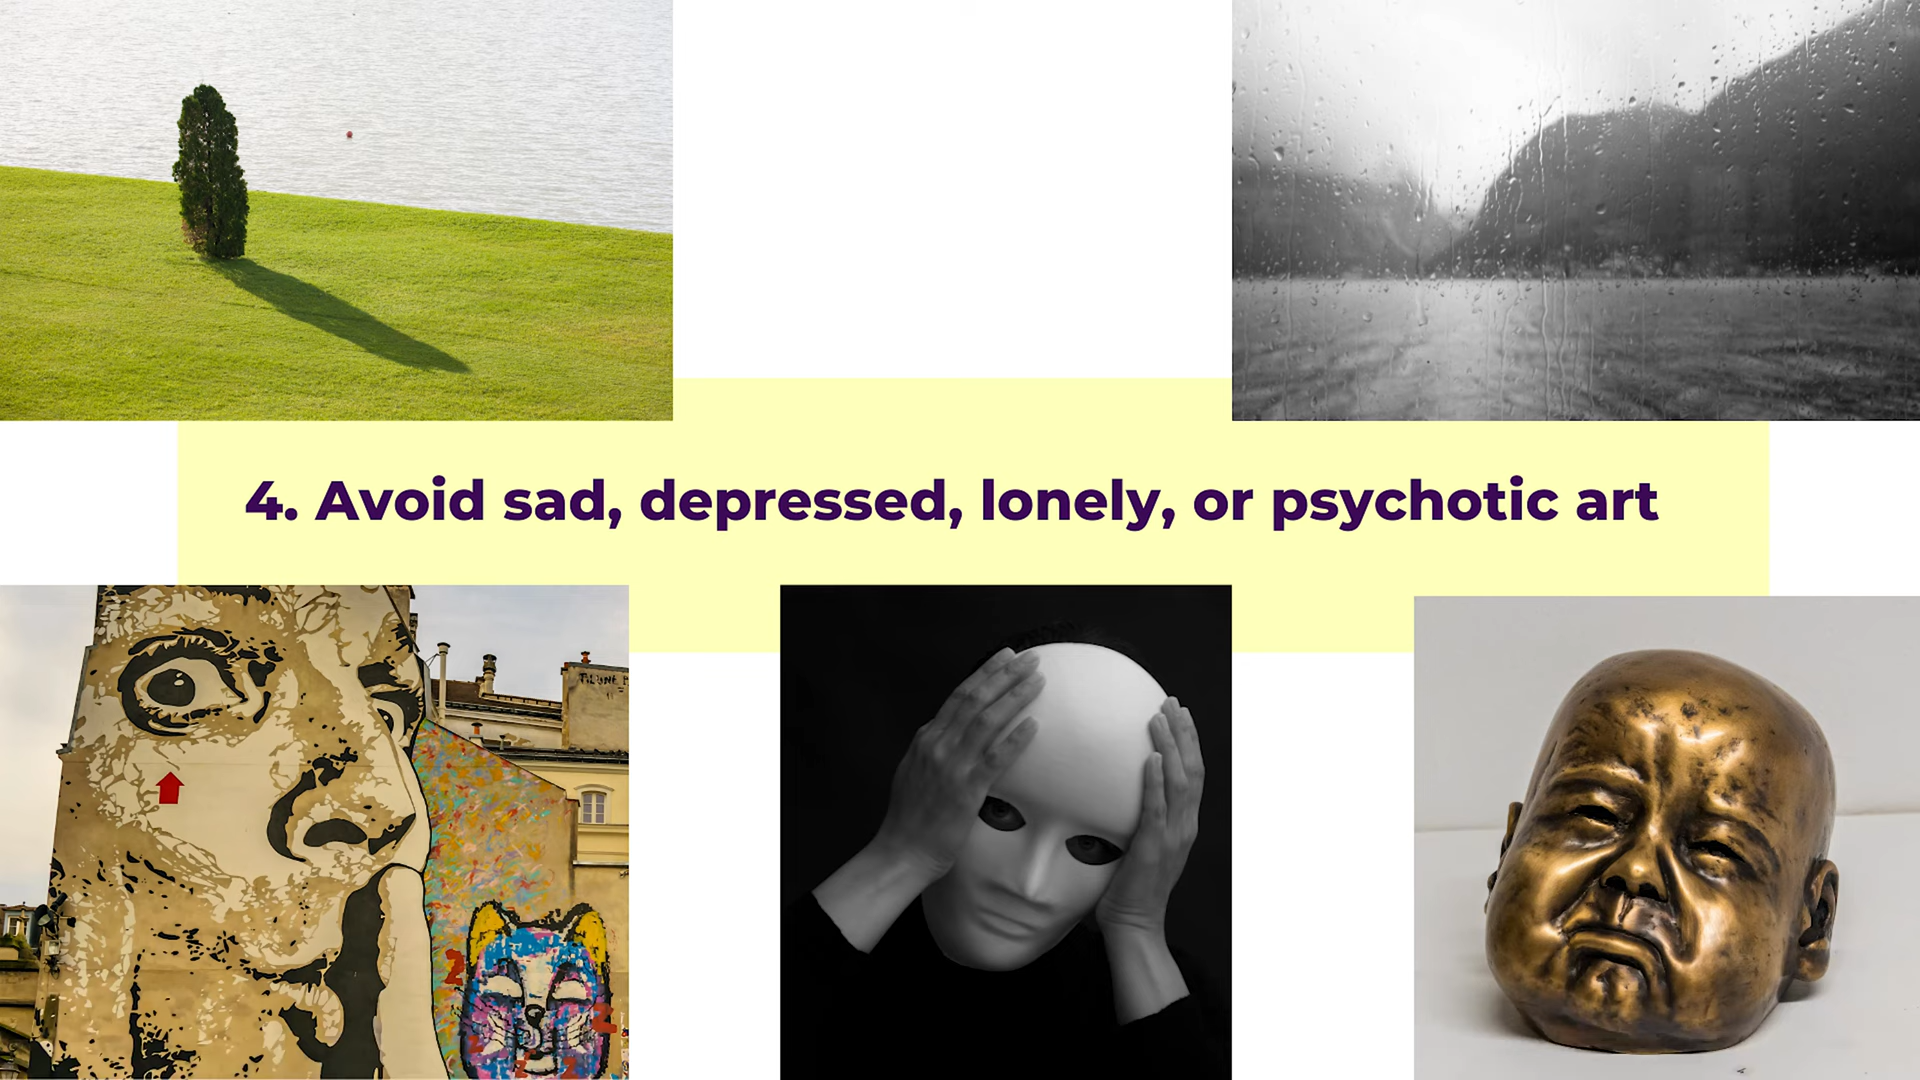 4. Avoid sad, depressed, lonely, or psychotic art